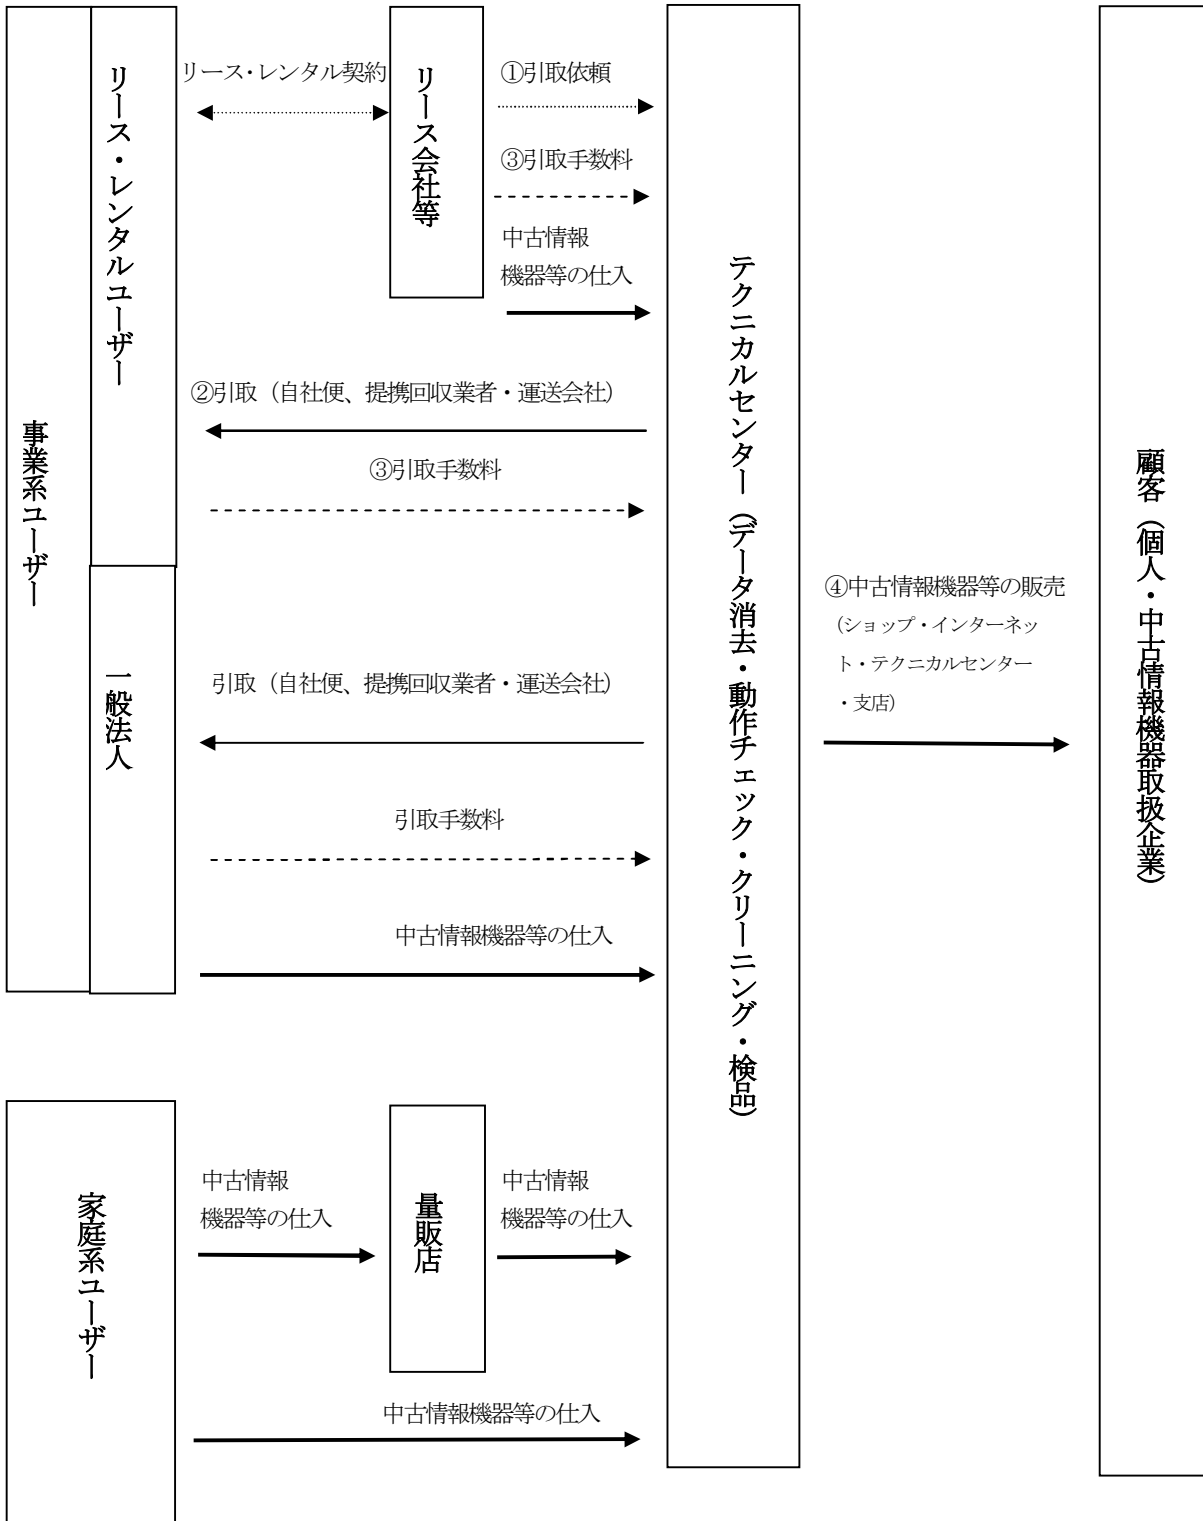 事業系ユーザー
リース・レンタルユーザー
リース・レンタル契約
リース会社等
①引取依頼
③引取手数料
中古情報
機器等の仕入
②引取（自社便、提携回収業者・運送会社）
③引取手数料
一般法人
引取（自社便、提携回収業者・運送会社）
引取手数料
中古情報機器等の仕入
家庭系ユーザー
中古情報
機器等の仕入
量販店
中古情報
機器等の仕入
中古情報機器等の仕入
テクニカルセンター（データ消去・動作チェック・クリーニング・検品）
④中古情報機器等の販売
（ショップ・インターネッ
ト・テクニカルセンター
・支店）
顧客（個人・中古情報機器取扱企業）